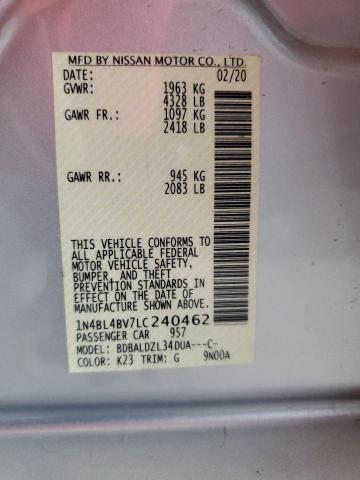 MFD BY NISSAN MOTOR CO., LTD.
DATE: 02/20
GVWR: 1963 KG
4328 LB
GAWR FR.: 1097 KG
2418 LB
GAWR RR.: 945 KG
2083 LB
THIS VEHICLE CONFORMS TO
ALL APPLICABLE FEDERAL
MOTOR VEHICLE SAFETY,
BUMPER, AND THEFT
PREVENTION STANDARDS IN
EFFECT ON THE DATE OF
MANUFACTURE SHOWN ABOVE.
1N4BL4BV7LC240462
PASSENGER CAR 957
MODEL: BDBALDZL34DUA---C-
COLOR: K23 TRIM: G 9N00A